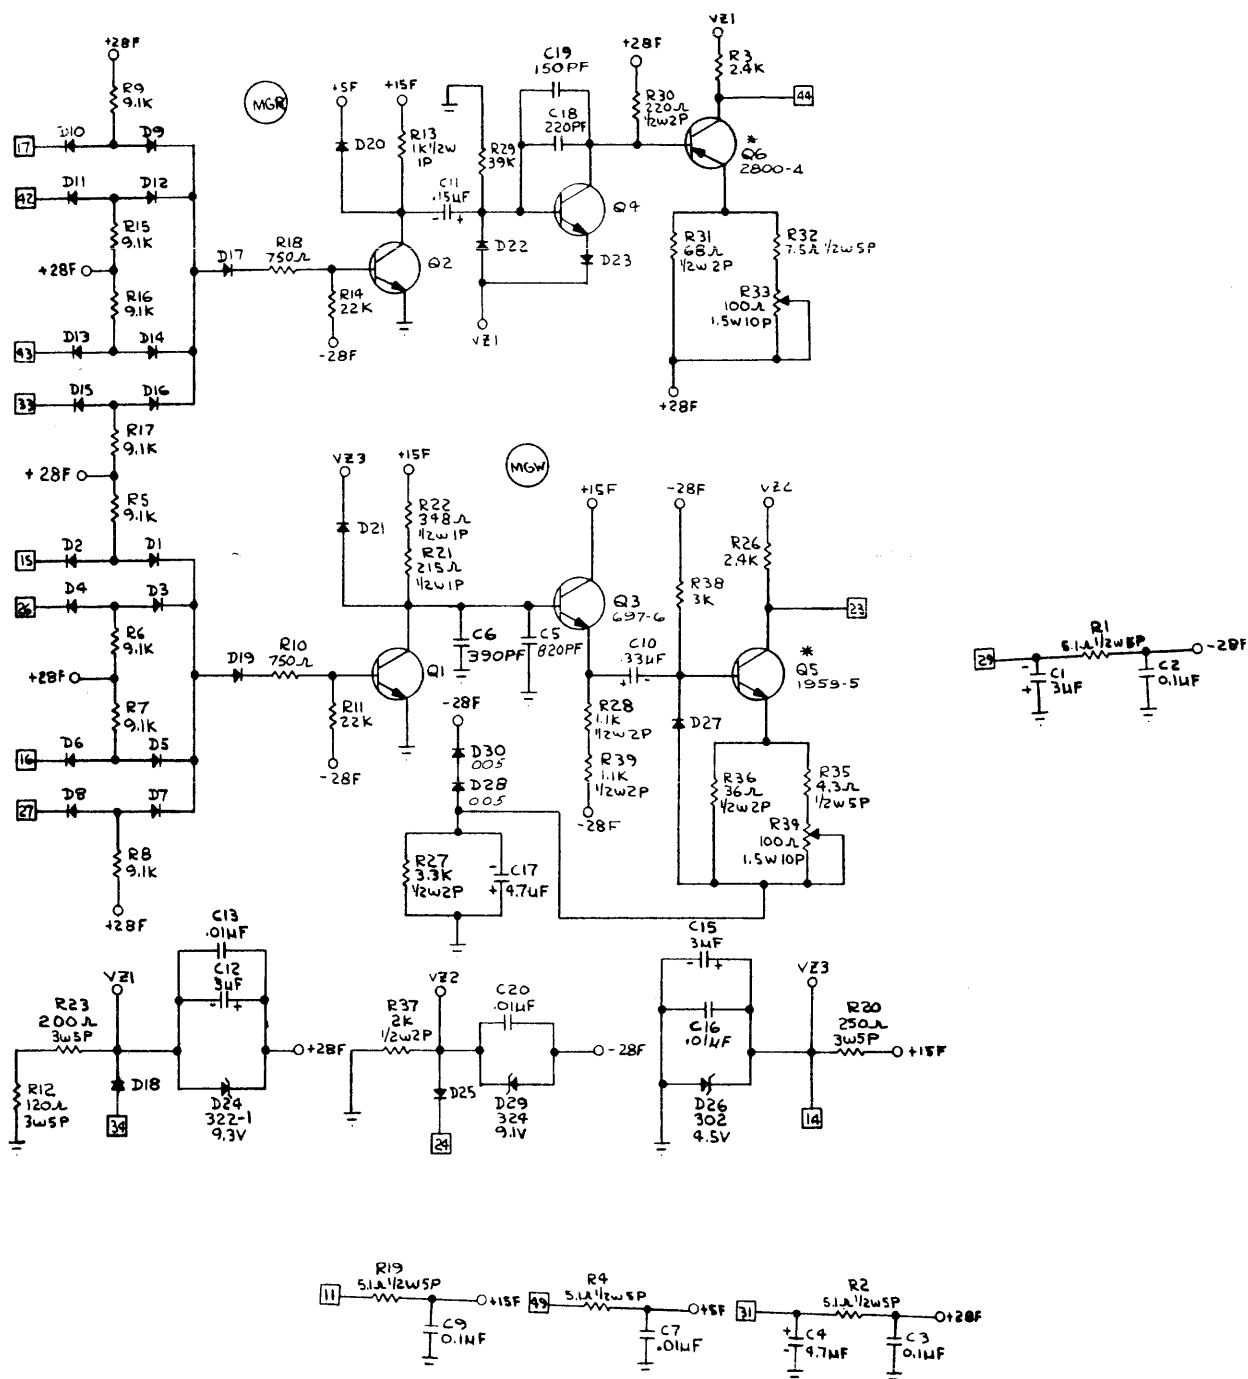 +28F
R9
9.1K
MGR
17
D10
D9
42
D11
D12
R15
9.1K
+28F
R16
9.1K
43
D13
D14
33
D15
D16
R17
9.1K
+28F
R5
9.1K
D17
R18
750Ω
R14
22K
-28F
+5F
D20
+15F
R13
1K 1/2W
1P
Q2
C11
.15µF
-
+
R29
39K
D22
VZ1
C19
150PF
C18
220PF
Q4
D23
+28F
R30
220Ω
1/2W2P
VZ1
R3
2.4K
44
*
Q6
2800-4
R31
68Ω
1/2W2P
R32
7.5Ω 1/2W5P
R33
100Ω
1.5W10P
+28F
15
D2
D1
26
D4
D3
R6
9.1K
+28F
R7
9.1K
16
D6
D5
27
D8
D7
R8
9.1K
+28F
D19
R10
750Ω
R11
22K
-28F
VZ3
D21
+15F
R22
348Ω
1/2W1P
R21
215Ω
1/2W1P
MGW
Q1
C6
390PF
C5
820PF
+15F
Q3
697-6
C10
.33µF
+
-
-28F
R38
3K
R26
2.4K
23
*
Q5
1959-5
D27
R28
1.1K
1/2W2P
R39
1.1K
1/2W2P
-28F
-28F
D30
005
D28
005
R27
3.3K
1/2W2P
-
+
C17
4.7µF
R36
36Ω
1/2W2P
R35
4.3Ω
1/2W5P
R34
100Ω
1.5W10P
29
R1
5.1Ω 1/2W5P
-28F
-
+
C1
3µF
C2
0.1µF
VZ1
R23
200Ω
3W5P
R12
120Ω
3W5P
D18
34
C13
.01µF
C12
3µF
-
+
+28F
D24
322-1
9.3V
VZ2
R37
2K
1/2W2P
D25
24
C20
.01µF
-28F
D29
324
9.1V
C15
3µF
-
+
C16
.01µF
D26
302
4.5V
VZ3
R20
250Ω
3W5P
+15F
14
11
R19
5.1Ω 1/2W5P
+15F
C9
0.1µF
49
R4
5.1Ω 1/2W5P
+5F
C7
.01µF
31
R2
5.1Ω 1/2W5P
+28F
+
-
C4
4.7µF
C3
0.1µF